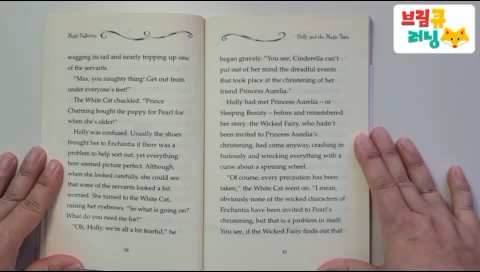 브림큐
러닝
Magic Ballerina
wagging its tail and nearly tripping up one
of the servants.
"Max, you naughty thing! Get out from
under everyone's feet!"
The White Cat chuckled. "Prince
Charming bought the puppy for Pearl for
when she's older!"
Holly was confused. Usually the shoes
brought her to Enchantia if there was a
problem to help sort out, yet everything
here seemed picture perfect. Although,
when she looked carefully, she could see
that some of the servants looked a bit
worried. She turned to the White Cat,
raising her eyebrows. "So what is going on?
What do you need me for?"
"Oh, Holly, we're all a bit fearful," he
Holly and the Magic Tiara
began gravely. "You see, Cinderella can't
put out of her mind the dreadful events
that took place at the christening of her
friend Princess Aurelia."
Holly had met Princess Aurelia – or
Sleeping Beauty – before and remembered
her story: the Wicked Fairy, who hadn't
been invited to Princess Aurelia's
christening, had come anyway, crashing in
furiously and wrecking everything with a
curse about a spinning wheel.
"Of course, every precaution has been
taken," the White Cat went on. "I mean,
obviously none of the wicked characters of
Enchantia have been invited to Pearl's
christening, but that is a problem in itself.
You see, if the Wicked Fairy finds out that